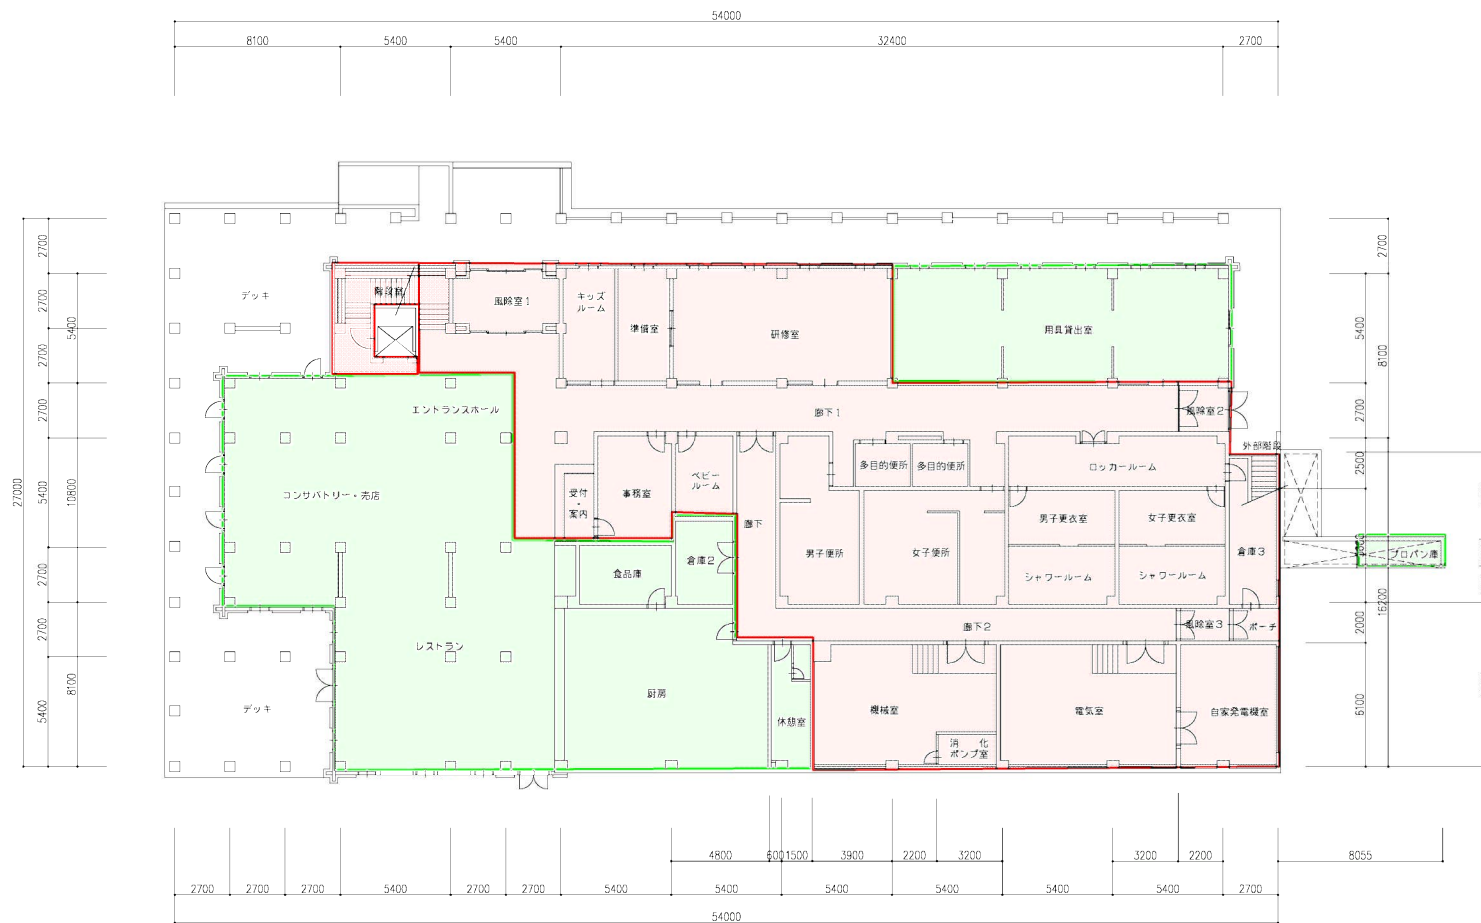 54000
8100 5400 5400 32400 2700
デッキ
階段室
風除室1
キッズ
ルーム
準備室
研修室
用具貸出室
エントランスホール
廊下1
風除室2
外部階段
コンサバトリー・売店
受付
・
案内
事務室
ベビー
ルーム
廊下
多目的便所
多目的便所
ロッカールーム
男子更衣室
女子更衣室
男子便所
女子便所
シャワールーム
シャワールーム
倉庫3
プロパン庫
食品庫
倉庫2
レストラン
廊下2
風除室3
ポーチ
デッキ
厨房
休憩室
機械室
消 化
ポンプ室
電気室
自家発電機室
27000
2700
2700
2700
2700
5400
2700
2700
5400
5400
10800
8100
2700
5400
2700
2500
2000
6100
8100
16200
4800 600 1500 3900 2200 3200 3200 2200 8055
2700 2700 2700 5400 2700 2700 5400 5400 5400 5400 5400 5400 2700
54000